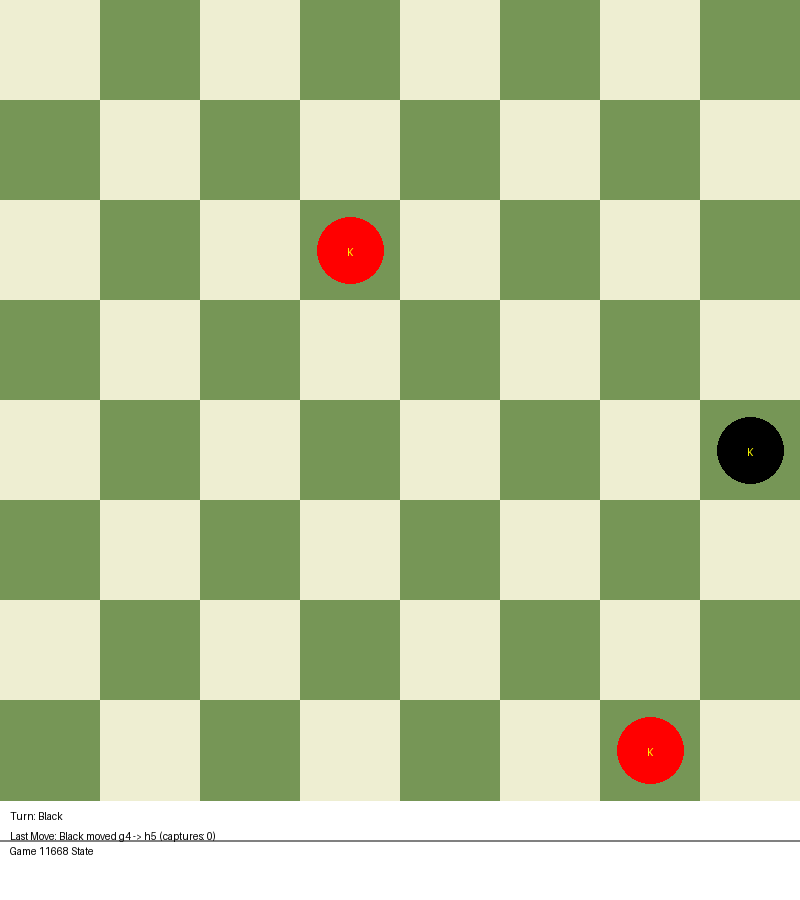 K
K
K
Turn: Black
Last Move: Black moved g4 -> h5 (captures: 0)
Game 11668 State